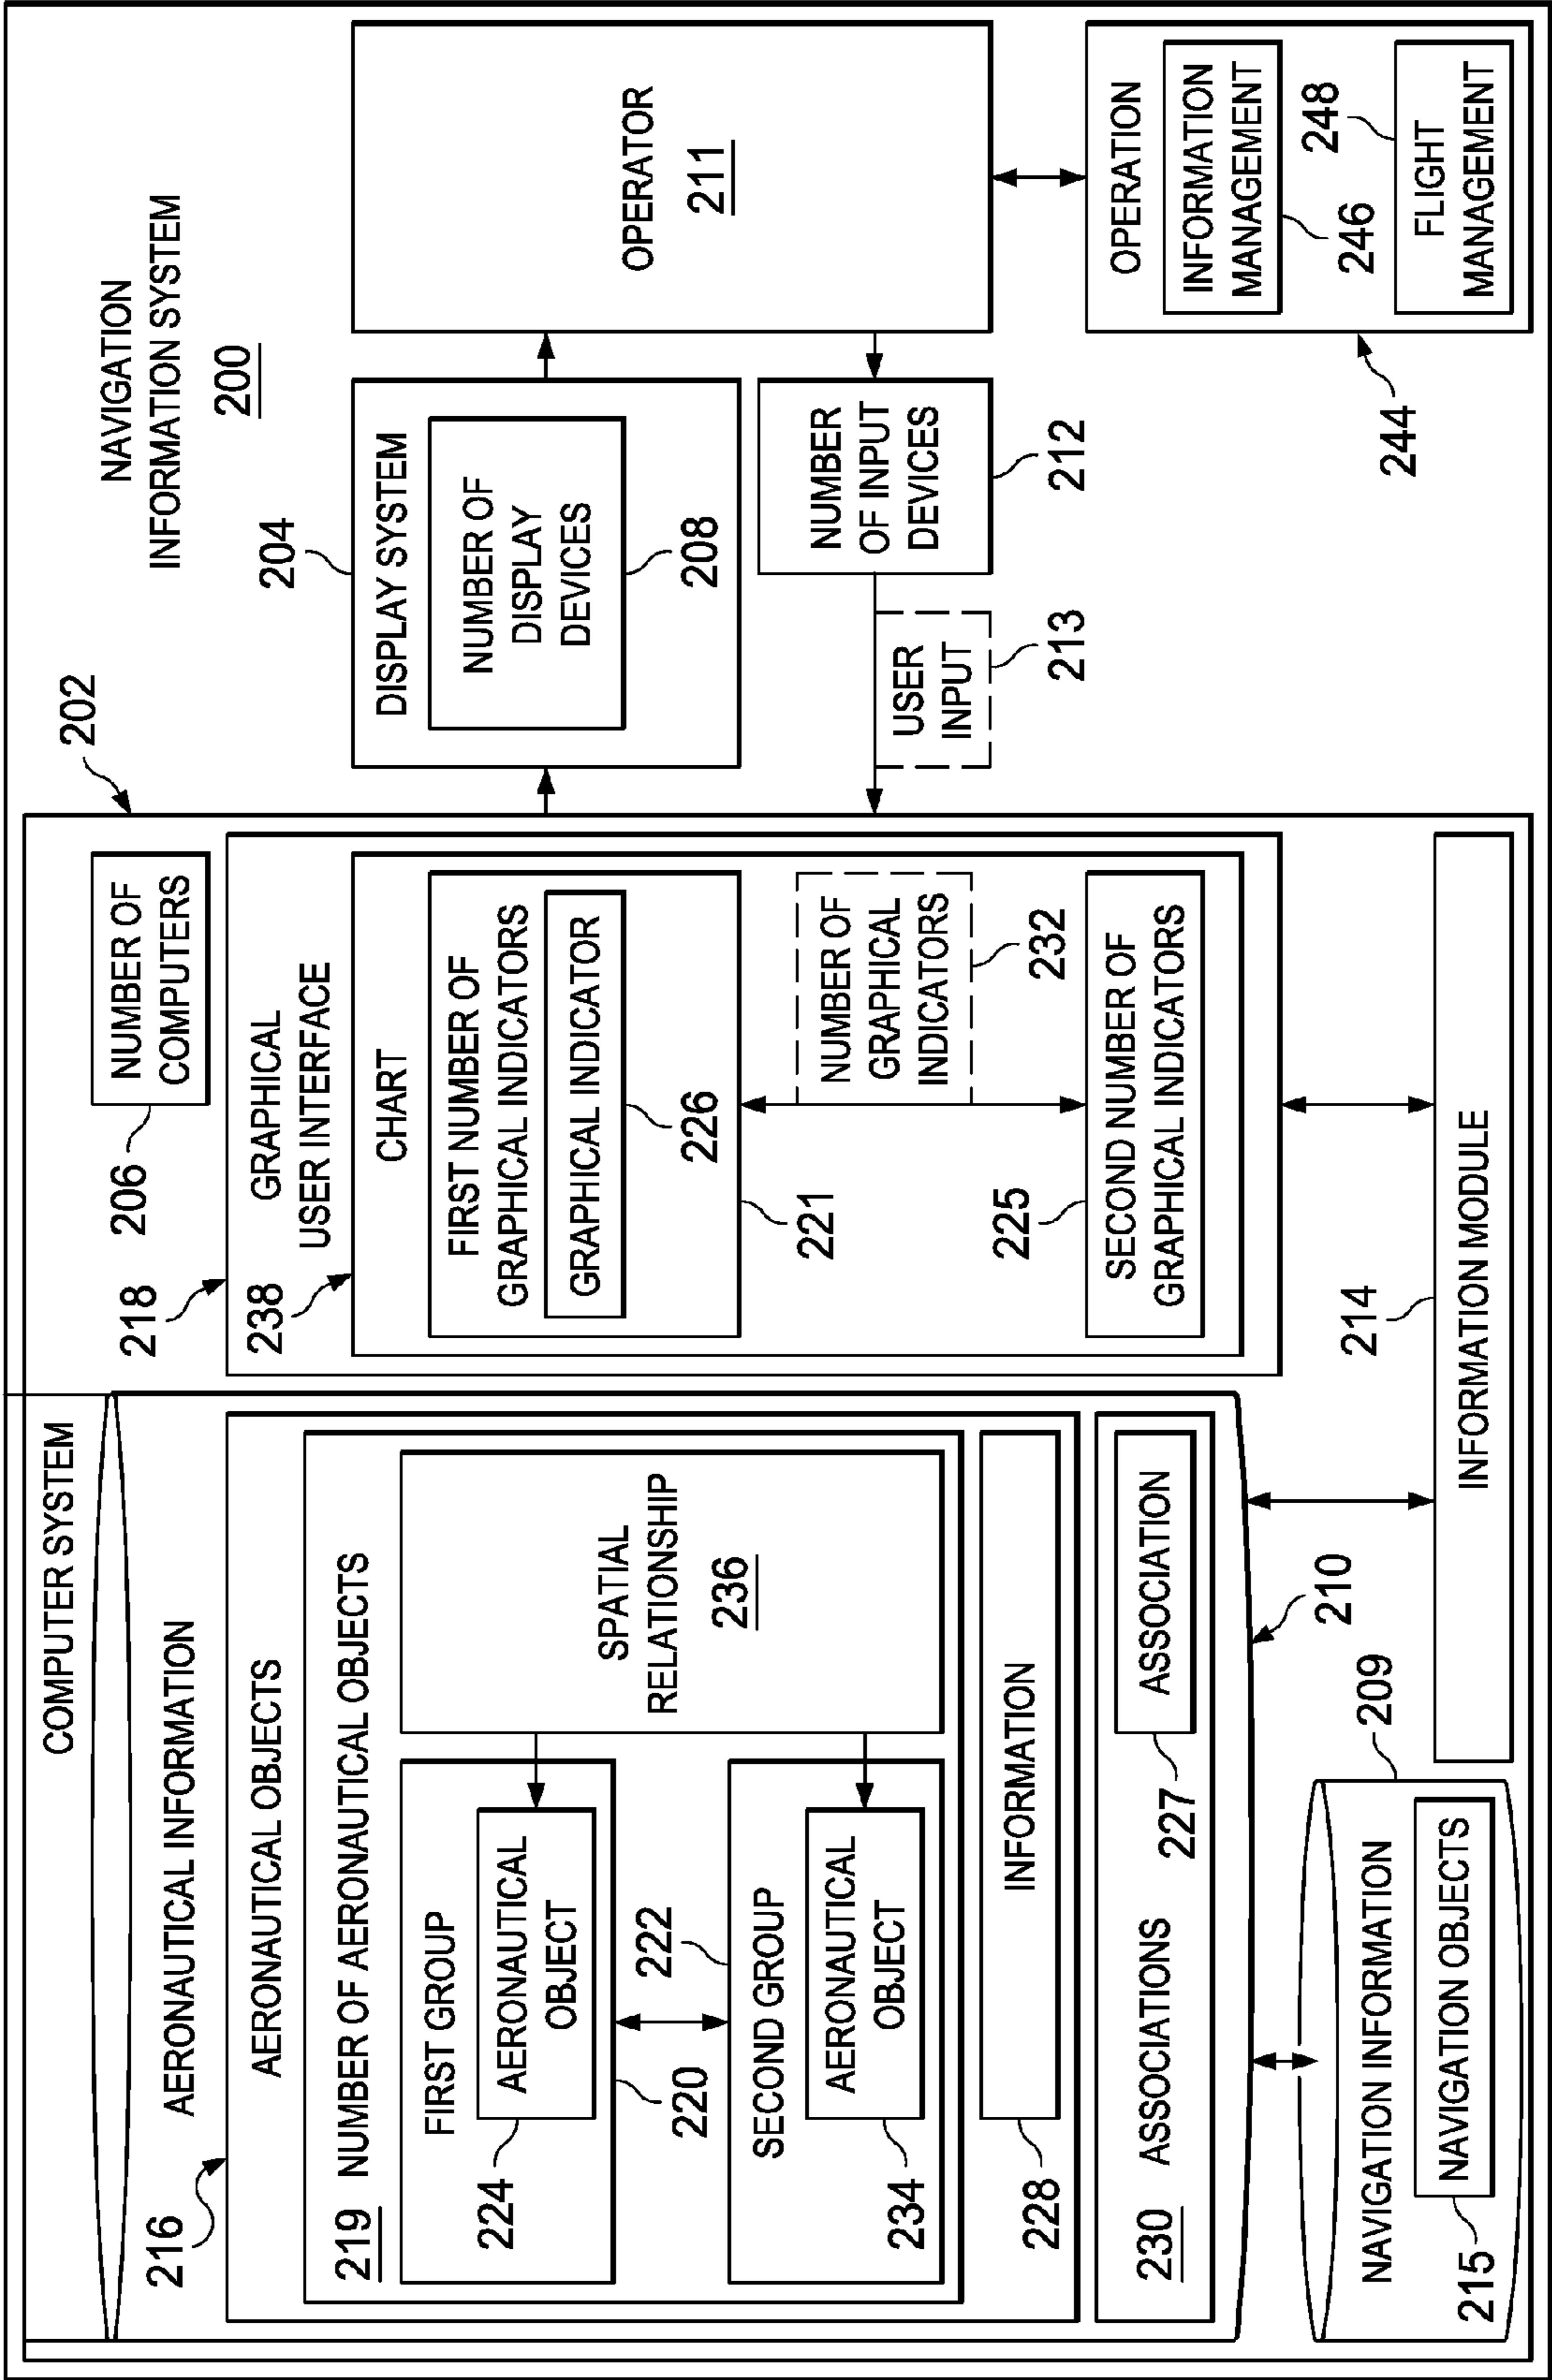 NAVIGATION
INFORMATION SYSTEM
200
COMPUTER SYSTEM
202
206
NUMBER OF
COMPUTERS
AERONAUTICAL INFORMATION
216
AERONAUTICAL OBJECTS
219
NUMBER OF AERONAUTICAL OBJECTS
FIRST GROUP
224
AERONAUTICAL
OBJECT
220
222
SECOND GROUP
234
AERONAUTICAL
OBJECT
SPATIAL
RELATIONSHIP
236
228
INFORMATION
230
ASSOCIATIONS
227
ASSOCIATION
210
209
NAVIGATION INFORMATION
215
NAVIGATION OBJECTS
218
GRAPHICAL
USER INTERFACE
238
CHART
FIRST NUMBER OF
GRAPHICAL INDICATORS
GRAPHICAL INDICATOR
226
221
NUMBER OF
GRAPHICAL
INDICATORS
232
225
SECOND NUMBER OF
GRAPHICAL INDICATORS
214
INFORMATION MODULE
204
DISPLAY SYSTEM
NUMBER OF
DISPLAY
DEVICES
208
NUMBER
OF INPUT
DEVICES
212
USER
INPUT
213
OPERATOR
211
OPERATION
INFORMATION
MANAGEMENT
246
248
FLIGHT
MANAGEMENT
244